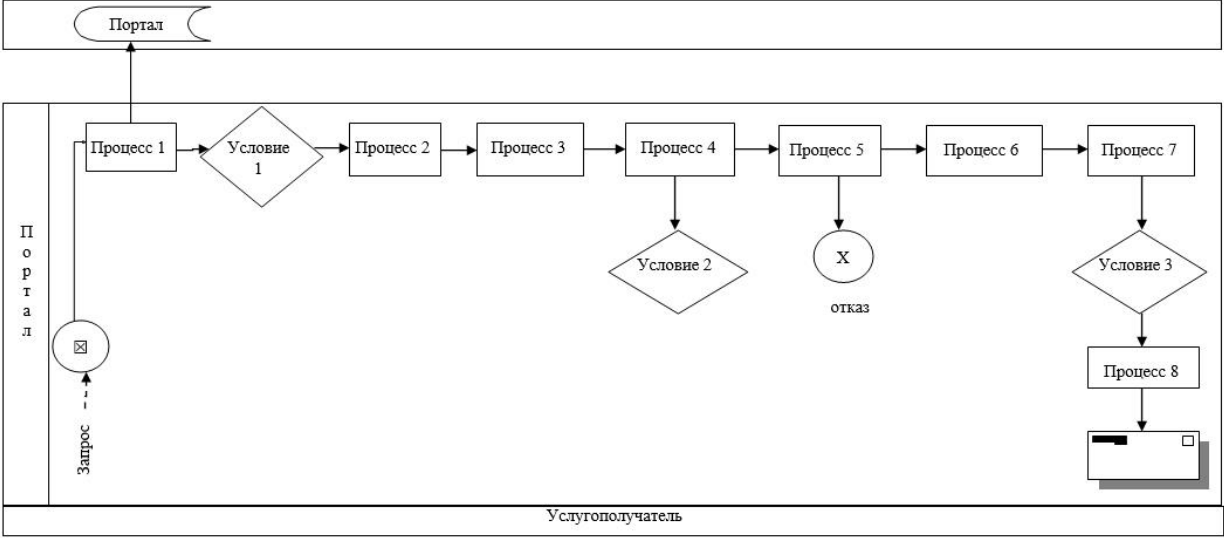 Портал
Процесс 1
Условие
1
Процесс 2
Процесс 3
Процесс 4
Процесс 5
Процесс 6
Процесс 7
Портал
Условие 2
X
отказ
Условие 3
Процесс 8
Запрос
Услугополучатель